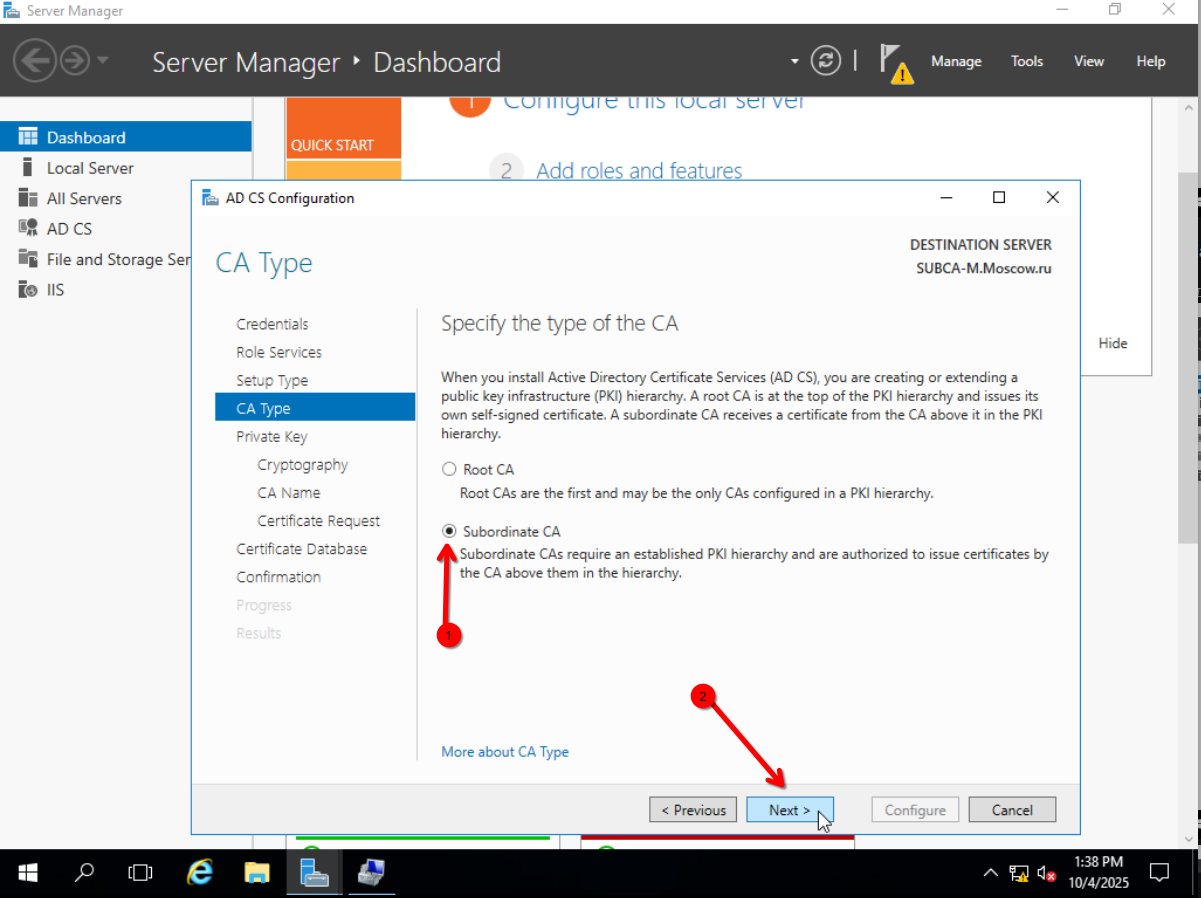 Server Manager
Server Manager ‣ Dashboard
Manage Tools View Help
Dashboard
Local Server
All Servers
AD CS
File and Storage Ser
IIS
QUICK START
1 Configure this local server
2 Add roles and features
Hide
AD CS Configuration
CA Type
DESTINATION SERVER
SUBCA-M.Moscow.ru
Credentials
Role Services
Setup Type
CA Type
Private Key
Cryptography
CA Name
Certificate Request
Certificate Database
Confirmation
Progress
Results
Specify the type of the CA
When you install Active Directory Certificate Services (AD CS), you are creating or extending a
public key infrastructure (PKI) hierarchy. A root CA is at the top of the PKI hierarchy and issues its
own self-signed certificate. A subordinate CA receives a certificate from the CA above it in the PKI
hierarchy.
Root CA
Root CAs are the first and may be the only CAs configured in a PKI hierarchy.
Subordinate CA
Subordinate CAs require an established PKI hierarchy and are authorized to issue certificates by
the CA above them in the hierarchy.
1
2
More about CA Type
< Previous
Next >
Configure
Cancel
1:38 PM
10/4/2025